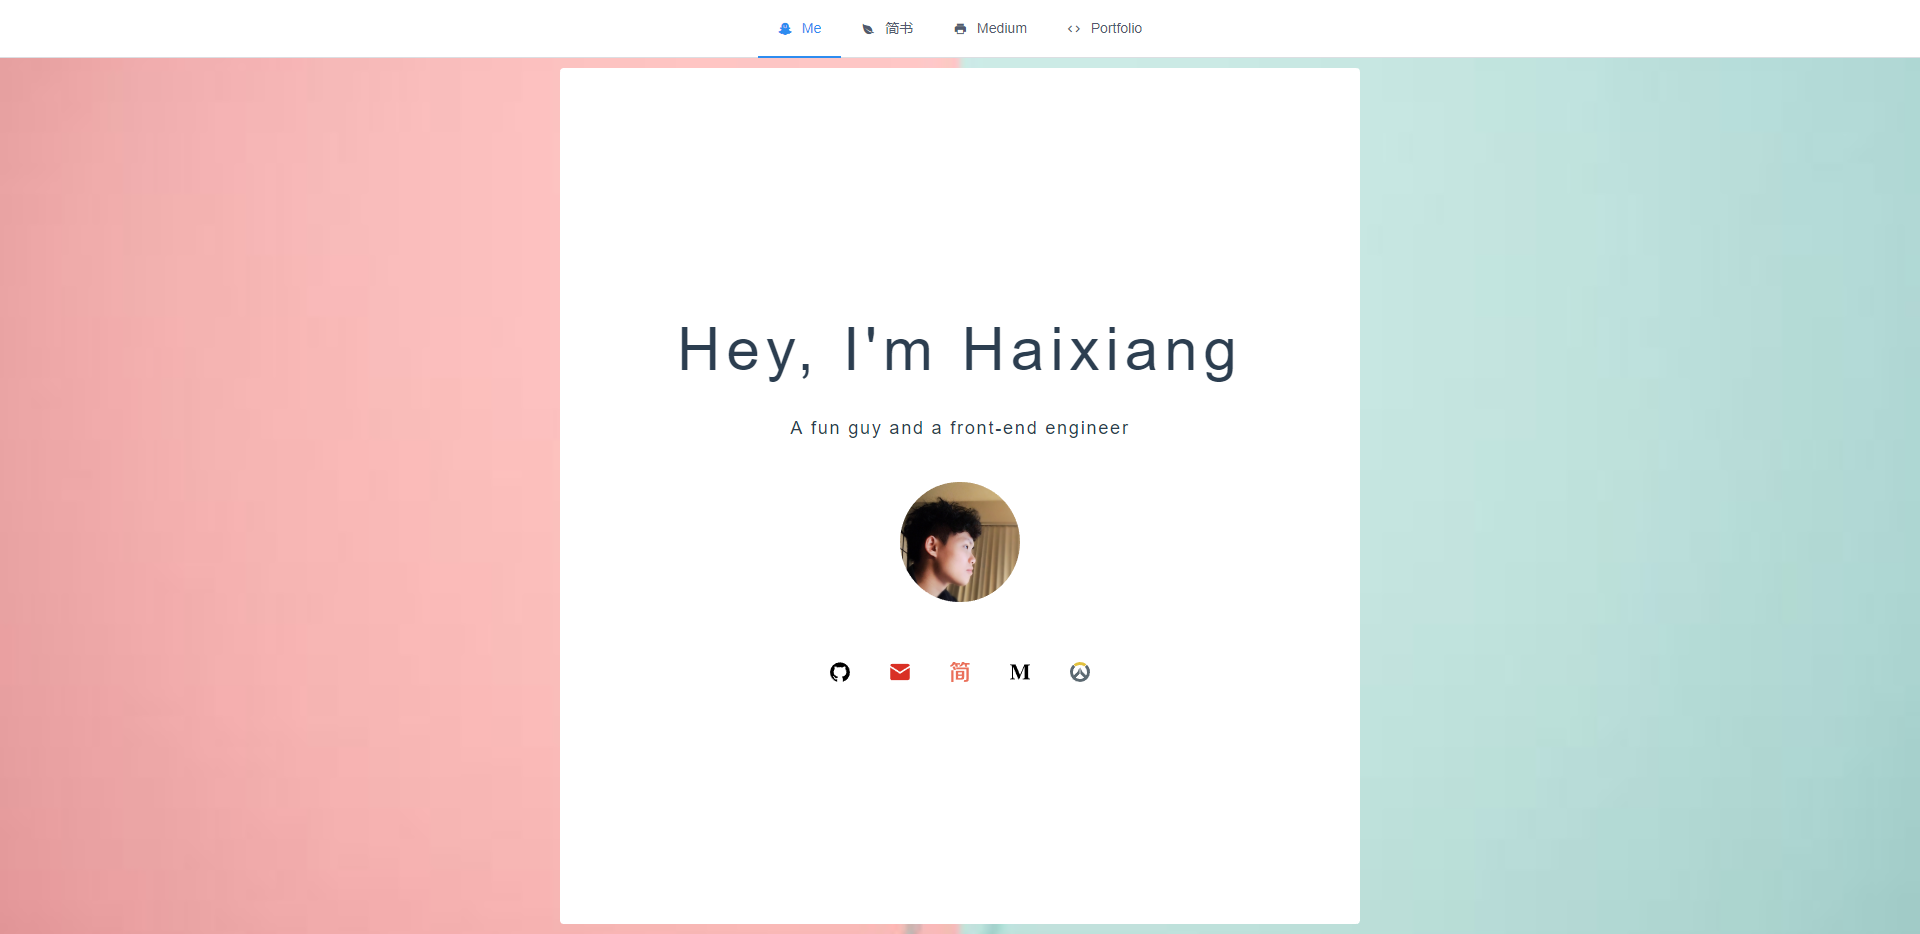 Me 简书 Medium Portfolio
Hey, I'm Haixiang
A fun guy and a front-end engineer
简 M